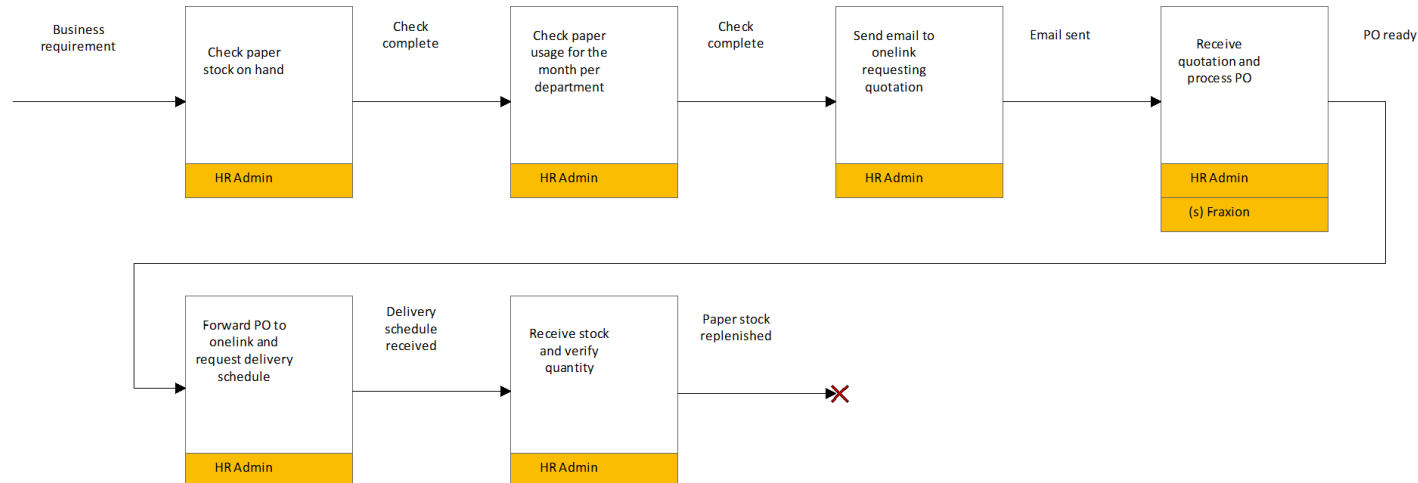 Business
requirement
Check paper
stock on hand
HR Admin
Check
complete
Check paper
usage for the
month per
department
HR Admin
Check
complete
Send email to
onelink
requesting
quotation
HR Admin
Email sent
Receive
quotation and
process PO
HR Admin
(s) Fraxion
PO ready
Forward PO to
onelink and
request delivery
schedule
HR Admin
Delivery
schedule
received
Receive stock
and verify
quantity
HR Admin
Paper stock
replenished